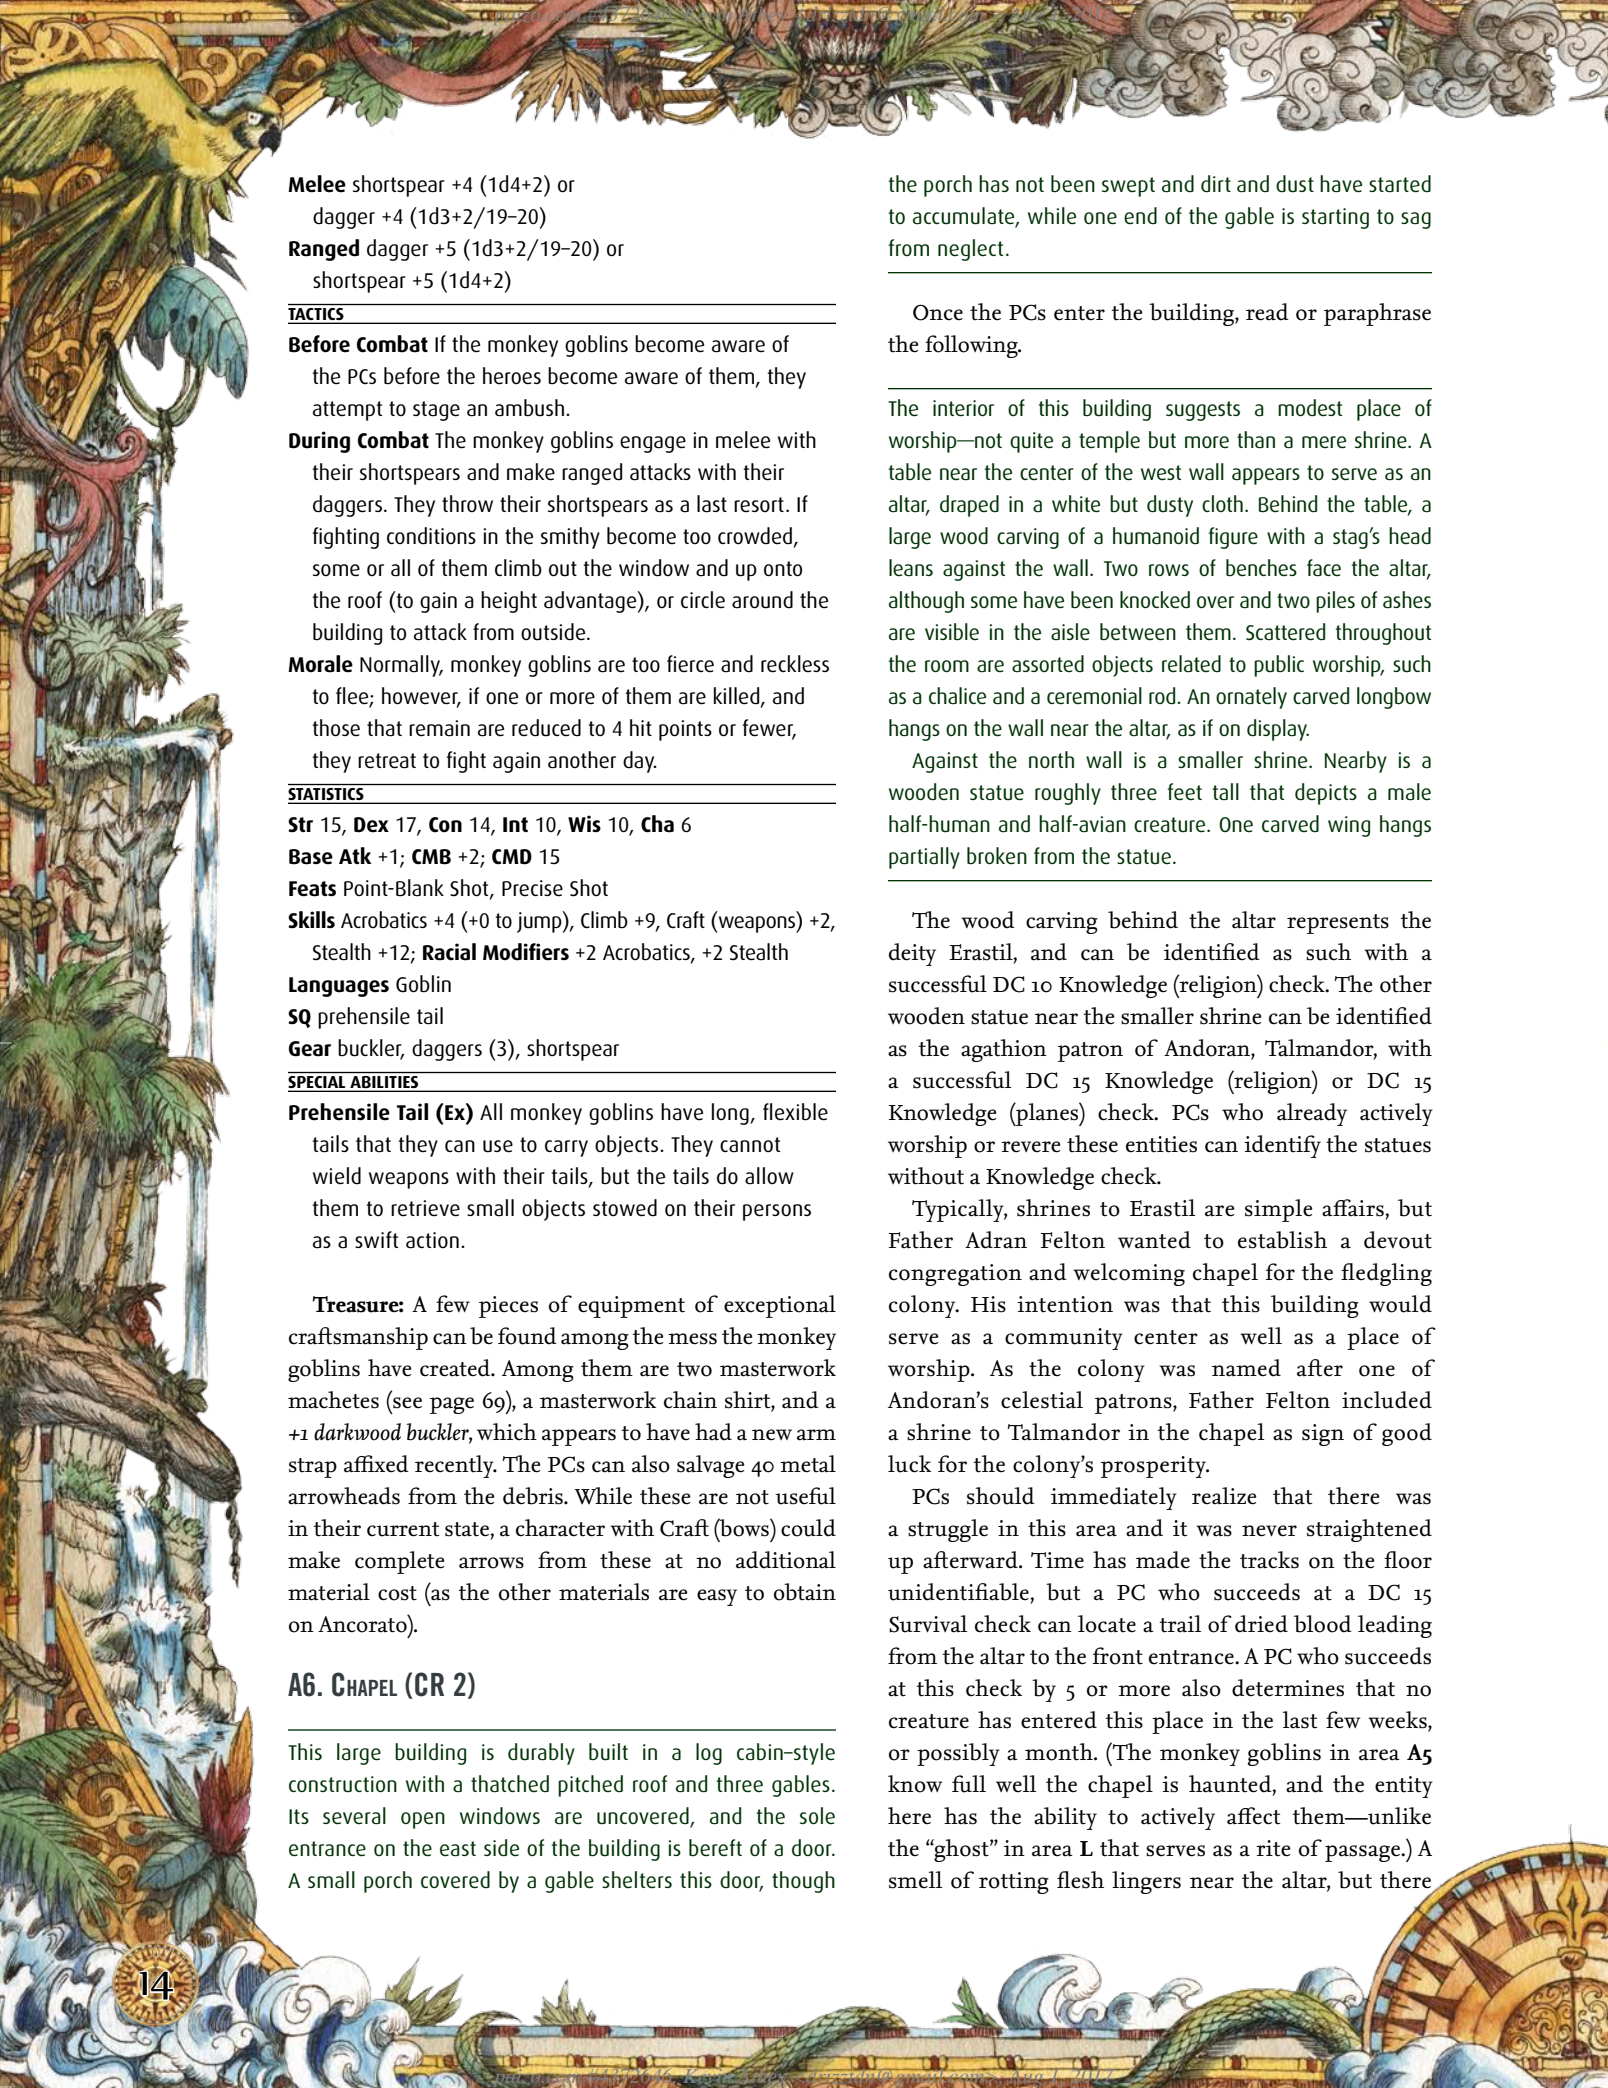 Melee shortspear +4 (1d4+2) or
dagger +4 (1d3+2/19–20)
Ranged dagger +5 (1d3+2/19–20) or
shortspear +5 (1d4+2)
TACTICS
Before Combat If the monkey goblins become aware of
the PCs before the heroes become aware of them, they
attempt to stage an ambush.
During Combat The monkey goblins engage in melee with
their shortspears and make ranged attacks with their
daggers. They throw their shortspears as a last resort. If
fighting conditions in the smithy become too crowded,
some or all of them climb out the window and up onto
the roof (to gain a height advantage), or circle around the
building to attack from outside.
Morale Normally, monkey goblins are too fierce and reckless
to flee; however, if one or more of them are killed, and
those that remain are reduced to 4 hit points or fewer,
they retreat to fight again another day.
STATISTICS
Str 15, Dex 17, Con 14, Int 10, Wis 10, Cha 6
Base Atk +1; CMB +2; CMD 15
Feats Point-Blank Shot, Precise Shot
Skills Acrobatics +4 (+0 to jump), Climb +9, Craft (weapons) +2,
Stealth +12; Racial Modifiers +2 Acrobatics, +2 Stealth
Languages Goblin
SQ prehensile tail
Gear buckler, daggers (3), shortspear
SPECIAL ABILITIES
Prehensile Tail (Ex) All monkey goblins have long, flexible
tails that they can use to carry objects. They cannot
wield weapons with their tails, but the tails do allow
them to retrieve small objects stowed on their persons
as a swift action.
Treasure: A few pieces of equipment of exceptional
craftsmanship can be found among the mess the monkey
goblins have created. Among them are two masterwork
machetes (see page 69), a masterwork chain shirt, and a
+1 darkwood buckler, which appears to have had a new arm
strap affixed recently. The PCs can also salvage 40 metal
arrowheads from the debris. While these are not useful
in their current state, a character with Craft (bows) could
make complete arrows from these at no additional
material cost (as the other materials are easy to obtain
on Ancorato).
A6. Chapel (CR 2)
This large building is durably built in a log cabin–style
construction with a thatched pitched roof and three gables.
Its several open windows are uncovered, and the sole
entrance on the east side of the building is bereft of a door.
A small porch covered by a gable shelters this door, though
the porch has not been swept and dirt and dust have started
to accumulate, while one end of the gable is starting to sag
from neglect.
Once the PCs enter the building, read or paraphrase
the following.
The interior of this building suggests a modest place of
worship—not quite a temple but more than a mere shrine. A
table near the center of the west wall appears to serve as an
altar, draped in a white but dusty cloth. Behind the table, a
large wood carving of a humanoid figure with a stag's head
leans against the wall. Two rows of benches face the altar,
although some have been knocked over and two piles of ashes
are visible in the aisle between them. Scattered throughout
the room are assorted objects related to public worship, such
as a chalice and a ceremonial rod. An ornately carved longbow
hangs on the wall near the altar, as if on display.
Against the north wall is a smaller shrine. Nearby is a
wooden statue roughly three feet tall that depicts a male
half-human and half-avian creature. One carved wing hangs
partially broken from the statue.
The wood carving behind the altar represents the
deity Erastil, and can be identified as such with a
successful DC 10 Knowledge (religion) check. The other
wooden statue near the smaller shrine can be identified
as the agathion patron of Andoran, Talmandor, with
a successful DC 15 Knowledge (religion) or DC 15
Knowledge (planes) check. PCs who already actively
worship or revere these entities can identify the statues
without a Knowledge check.
Typically, shrines to Erastil are simple affairs, but
Father Adran Felton wanted to establish a devout
congregation and welcoming chapel for the fledgling
colony. His intention was that this building would
serve as a community center as well as a place of
worship. As the colony was named after one of
Andoran's celestial patrons, Father Felton included
a shrine to Talmandor in the chapel as sign of good
luck for the colony's prosperity.
PCs should immediately realize that there was
a struggle in this area and it was never straightened
up afterward. Time has made the tracks on the floor
unidentifiable, but a PC who succeeds at a DC 15
Survival check can locate a trail of dried blood leading
from the altar to the front entrance. A PC who succeeds
at this check by 5 or more also determines that no
creature has entered this place in the last few weeks,
or possibly a month. (The monkey goblins in area A5
know full well the chapel is haunted, and the entity
here has the ability to actively affect them—unlike
the “ghost” in area L that serves as a rite of passage.) A
smell of rotting flesh lingers near the altar, but there
14